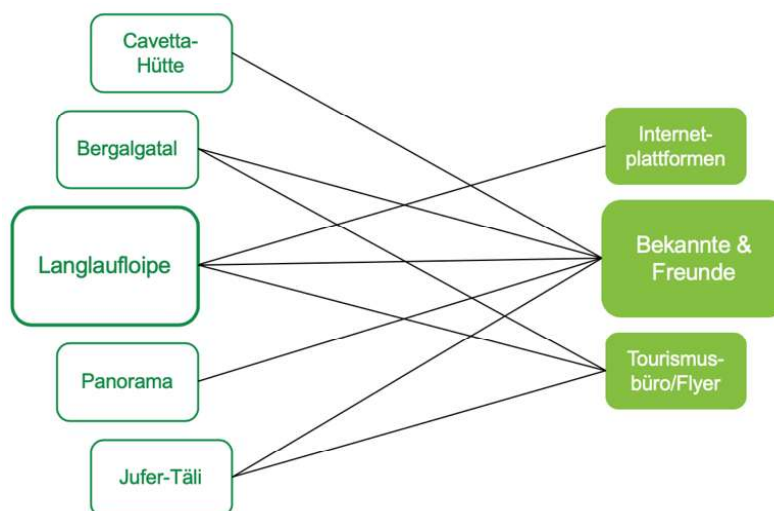 Cavetta-
Hütte
Bergalgatal
Langlaufloipe
Panorama
Jufer-Täli
Internet-
plattformen
Bekannte &
Freunde
Tourismus-
büro/Flyer